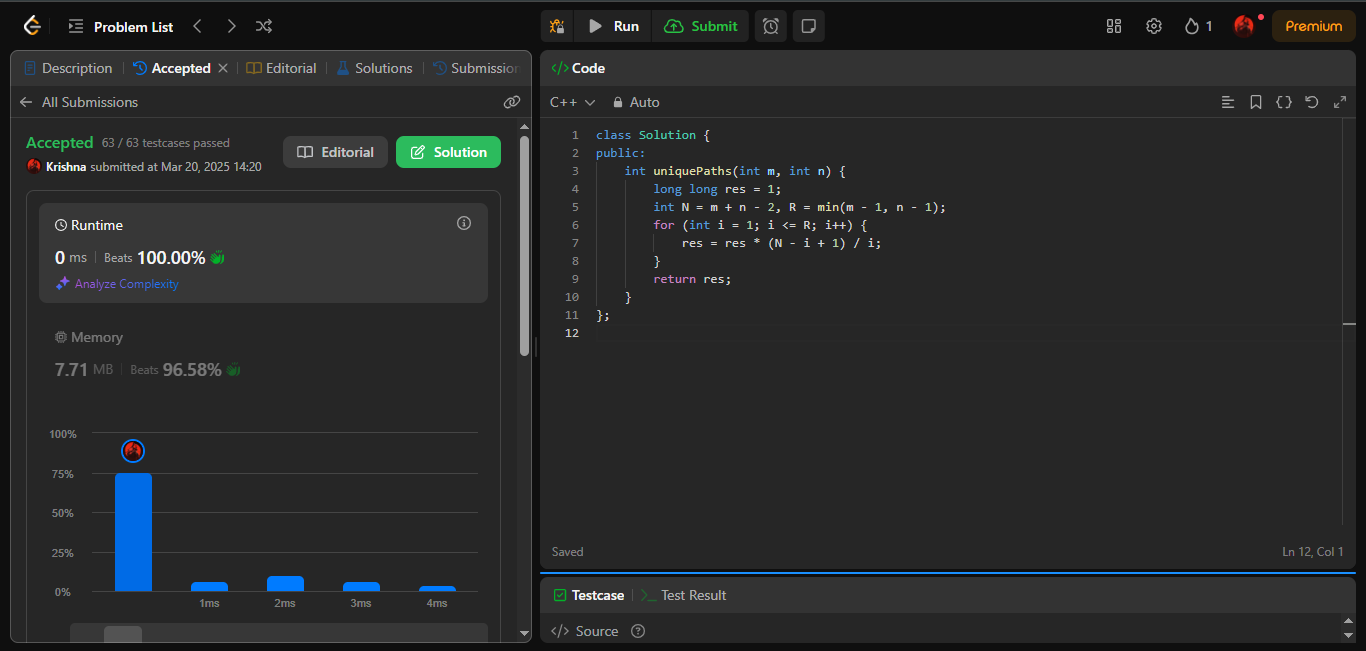 Problem List
Run
Submit
1
Premium
Description
Accepted
Editorial
Solutions
Submission
All Submissions
Accepted 63 / 63 testcases passed
Krishna submitted at Mar 20, 2025 14:20
Editorial
Solution
Runtime
0 ms Beats 100.00%
Analyze Complexity
Memory
7.71 MB Beats 96.58%
100%
75%
50%
25%
0%
1ms 2ms 3ms 4ms
</> Code
C++ Auto
1 class Solution {
2 public:
3 int uniquePaths(int m, int n) {
4 long long res = 1;
5 int N = m + n - 2, R = min(m - 1, n - 1);
6 for (int i = 1; i <= R; i++) {
7 res = res * (N - i + 1) / i;
8 }
9 return res;
10 }
11 };
12
Saved
Ln 12, Col 1
Testcase
Test Result
</> Source